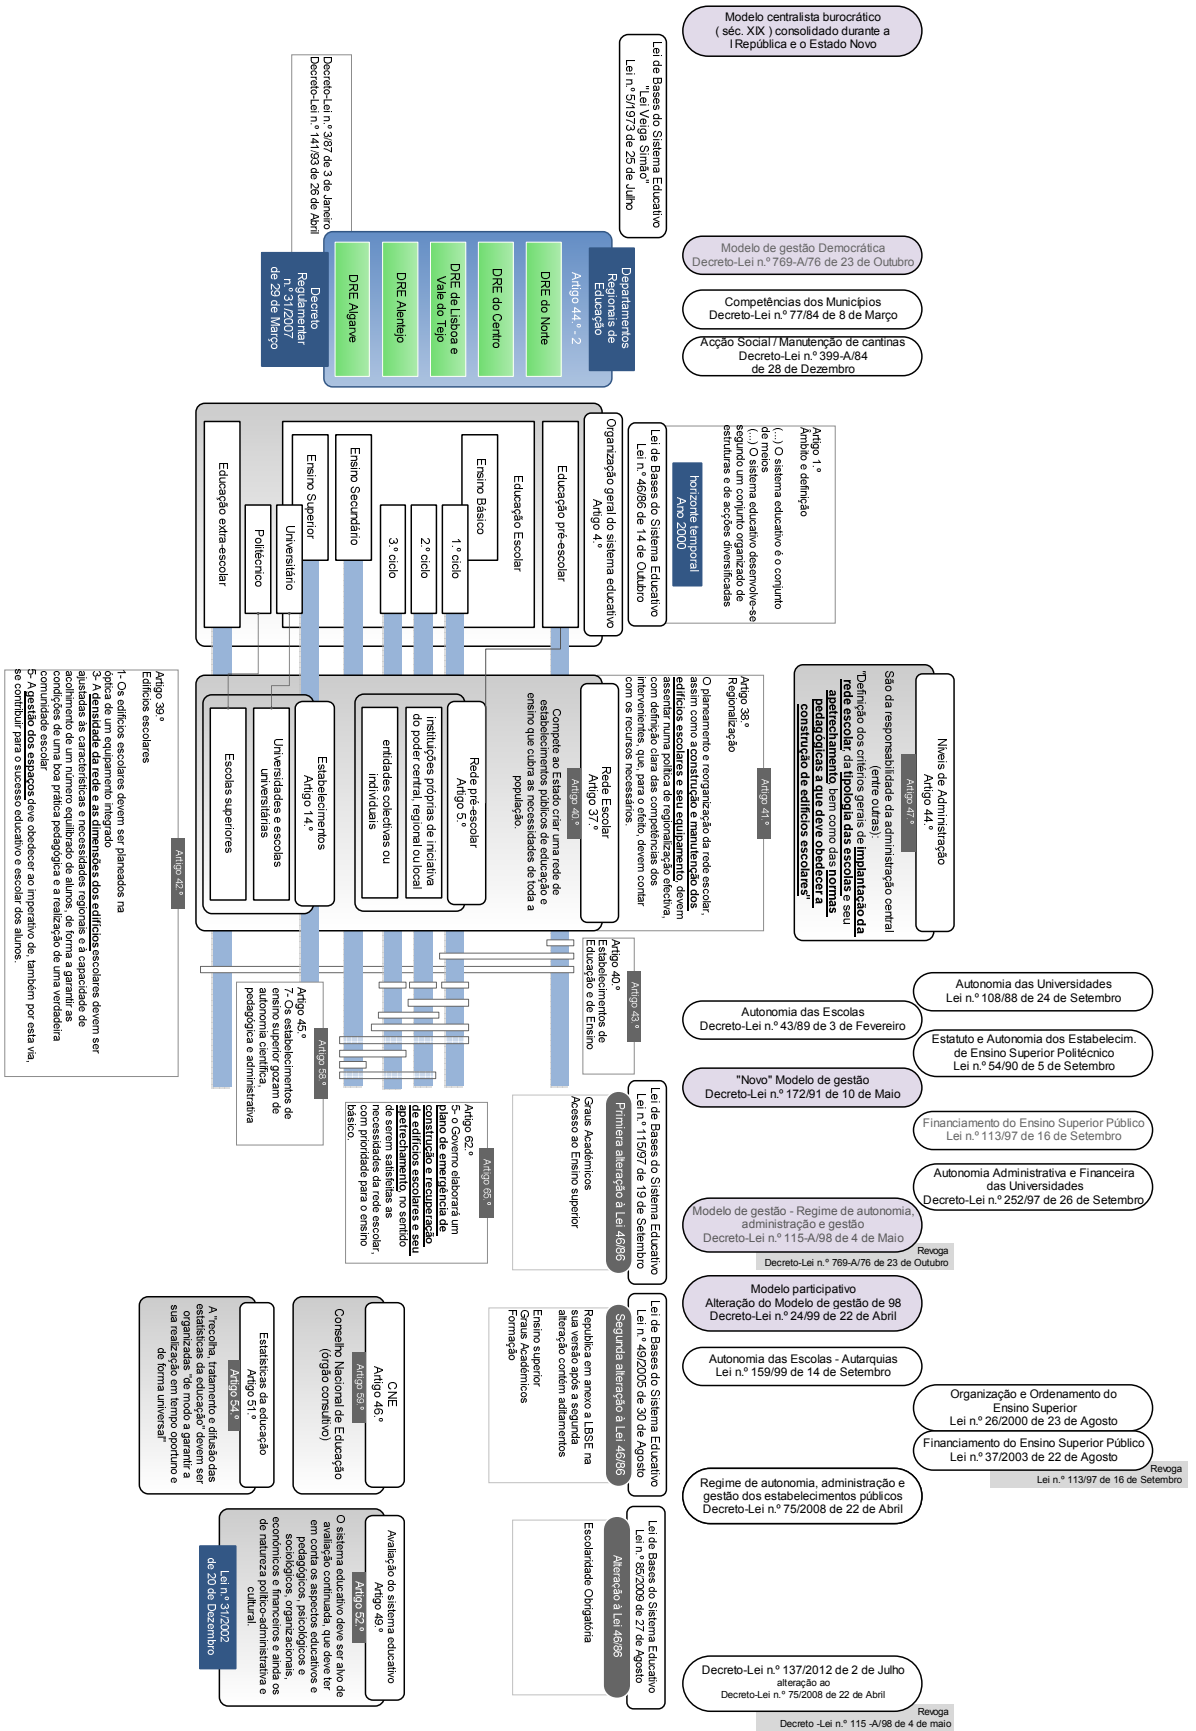 Modelo centralista burocrático
( séc. XIX ) consolidado durante a
I República e o Estado Novo
Lei de Bases do Sistema Educativo
"Lei Veiga Simão"
Lei n.º 5/1973 de 25 de Julho
Decreto-Lei n.º 3/87 de 3 de Janeiro
Decreto-Lei n.º 141/93 de 26 de Abril
Modelo de gestão Democrática
Decreto-Lei n.º 769-A/76 de 23 de Outubro
Competências dos Municípios
Decreto-Lei n.º 77/84 de 8 de Março
Acção Social / Manutenção de cantinas
Decreto-Lei n.º 399-A/84
de 28 de Dezembro
Departamentos
Regionais de
Educação
Artigo 44.º - 2
DRE do Norte
DRE do Centro
DRE de Lisboa e
Vale do Tejo
DRE Alentejo
DRE Algarve
Decreto
Regulamentar
n.º 31/2007
de 29 de Março
Artigo 1.º
Âmbito e definição
(...) O sistema educativo é o conjunto
de meios
(...) O sistema educativo desenvolve-se
segundo um conjunto organizado de
estruturas e de acções diversificadas
horizonte temporal
Ano 2000
Lei de Bases do Sistema Educativo
Lei n.º 46/86 de 14 de Outubro
Organização geral do sistema educativo
Artigo 4.º
Educação pré-escolar
Educação Escolar
Ensino Básico
1.º ciclo
2.º ciclo
3.º ciclo
Ensino Secundário
Ensino Superior
Universitário
Politécnico
Educação extra-escolar
Níveis de Administração
Artigo 44.º
Artigo 47.º
São da responsabilidade da administração central
(entre outras):
"Definição dos critérios gerais de implantação da
rede escolar, da tipologia das escolas e seu
apetrechamento, bem como das normas
pedagógicas a que deve obedecer a
construção de edifícios escolares"
Artigo 41.º
Artigo 38.º
Regionalização
O planeamento e reorganização da rede escolar,
assim como a construção e manutenção dos
edifícios escolares e seu equipamento, devem
assentar numa política de regionalização efectiva,
com definição clara das competências dos
intervenientes, que, para o efeito, devem contar
com os recursos necessários.
Rede Escolar
Artigo 37.º
Artigo 40.º
Compete ao Estado criar uma rede de
estabelecimentos públicos de educação e
ensino que cubra as necessidades de toda a
população.
Rede pré-escolar
Artigo 5.º
instituições próprias de iniciativa
do poder central, regional ou local
entidades colectivas ou
individuais
Estabelecimentos
Artigo 14.º
Universidades e escolas
universitárias
Escolas superiores
Artigo 42.º
Artigo 39.º
Edifícios escolares
1- Os edifícios escolares devem ser planeados na
óptica de um equipamento integrado
3- A densidade da rede e as dimensões dos edifícios escolares devem ser
ajustadas às características e necessidades regionais e à capacidade de
acolhimento de um número equilibrado de alunos, de forma a garantir as
condições de uma boa prática pedagógica e a realização de uma verdadeira
comunidade escolar
5- A gestão dos espaços deve obedecer ao imperativo de, também por esta via,
se contribuir para o sucesso educativo e escolar dos alunos.
Artigo 43.º
Artigo 40.º
Estabelecimentos de
Educação e de Ensino
Artigo 58.º
Artigo 45.º
7- Os estabelecimentos de
ensino superior gozam de
autonomia científica,
pedagógica e administrativa
Autonomia das Universidades
Lei n.º 108/88 de 24 de Setembro
Autonomia das Escolas
Decreto-Lei n.º 43/89 de 3 de Fevereiro
Estatuto e Autonomia dos Estabelecim.
de Ensino Superior Politécnico
Lei n.º 54/90 de 5 de Setembro
"Novo" Modelo de gestão
Decreto-Lei n.º 172/91 de 10 de Maio
Financiamento do Ensino Superior Público
Lei n.º 113/97 de 16 de Setembro
Autonomia Administrativa e Financeira
das Universidades
Decreto-Lei n.º 252/97 de 26 de Setembro
Modelo de gestão - Regime de autonomia,
administração e gestão
Decreto-Lei n.º 115-A/98 de 4 de Maio
Revoga
Decreto-Lei n.º 769-A/76 de 23 de Outubro
Lei de Bases do Sistema Educativo
Lei n.º 115/97 de 19 de Setembro
Primiera alteração à Lei 46/86
Graus Académicos
Acesso ao Ensino superior
Artigo 65.º
Artigo 62.º
5- o Governo elaborará um
plano de emergência de
construção e recuperação
de edifícios escolares e seu
apetrechamento, no sentido
de serem satisfeitas as
necessidades da rede escolar,
com prioridade para o ensino
básico.
Modelo participativo
Alteração do Modelo de gestão de 98
Decreto-Lei n.º 24/99 de 22 de Abril
Autonomia das Escolas - Autarquias
Lei n.º 159/99 de 14 de Setembro
Organização e Ordenamento do
Ensino Superior
Lei n.º 26/2000 de 23 de Agosto
Financiamento do Ensino Superior Público
Lei n.º 37/2003 de 22 de Agosto
Revoga
Lei n.º 113/97 de 16 de Setembro
Lei de Bases do Sistema Educativo
Lei n.º 49/2005 de 30 de Agosto
Segunda alteração à Lei 46/86
Republica em anexo a LBSE na
sua versão após a segunda
alteração contém aditamentos
Ensino superior
Graus Académicos
Formação
CNE
Artigo 46.º
Artigo 59.º
Conselho Nacional de Educação
(órgão consultivo)
Estatísticas da educação
Artigo 51.º
Artigo 54.º
A "recolha, tratamento e difusão das
estatísticas da educação" devem ser
organizadas "de modo a garantir a
sua realização em tempo oportuno e
de forma universal"
Regime de autonomia, administração e
gestão dos estabelecimentos públicos
Decreto-Lei n.º 75/2008 de 22 de Abril
Lei de Bases do Sistema Educativo
Lei n.º 85/2009 de 27 de Agosto
Alteração à Lei 46/86
Escolaridade Obrigatória
Avaliação do sistema educativo
Artigo 49.º
Artigo 52.º
O sistema educativo deve ser alvo de
avaliação continuada, que deve ter
em conta os aspectos educativos e
pedagógicos, psicológicos e
sociológicos, organizacionais,
económicos e financeiros e ainda os
de natureza político-administrativa e
cultural.
Lei n.º 31/2002
de 20 de Dezembro
Decreto-Lei n.º 137/2012 de 2 de Julho
alteração ao
Decreto-Lei n.º 75/2008 de 22 de Abril
Revoga
Decreto -Lei n.º 115 -A/98 de 4 de maio